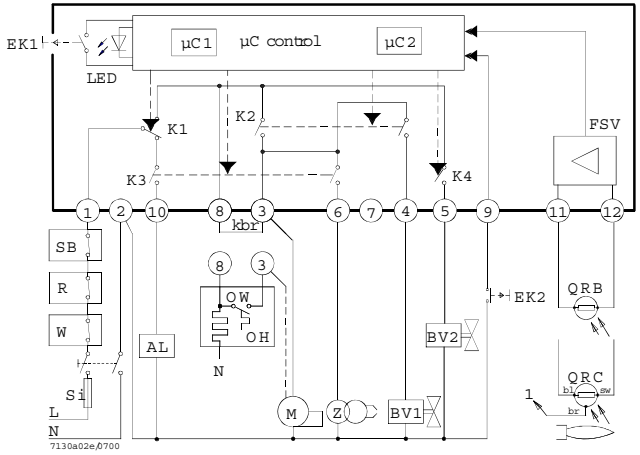 EK1
LED
µC1
µC control
µC2
K1
K2
K3
K4
FSV
1
2
10
8
3
6
7
4
5
9
11
12
kbr
SB
R
W
Si
L
N
7130a02e/0700
AL
8
3
OW
OH
N
M
Z
BV1
BV2
EK2
QRB
QRC
bl
sw
br
1